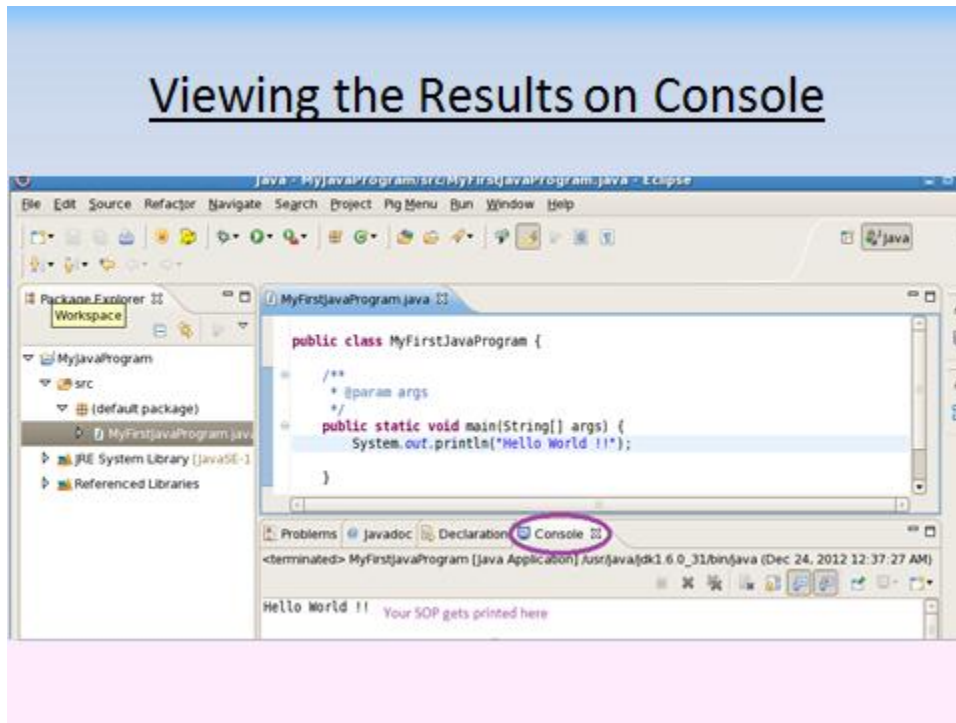 Viewing the Results on Console
Java - MyJavaProgram/src/MyFirstJavaProgram.java - Eclipse
File Edit Source Refactor Navigate Search Project Pig Menu Run Window Help
Java
Package Explorer
Workspace
MyJavaProgram
src
(default package)
MyFirstJavaProgram.java
JRE System Library [JavaSE-1
Referenced Libraries
MyFirstJavaProgram.java
public class MyFirstJavaProgram {
/**
* @param args
*/
public static void main(String[] args) {
System.out.println("Hello World !!");
}
Problems Javadoc Declaration Console
<terminated> MyFirstJavaProgram [Java Application] /usr/java/jdk1.6.0_31/bin/java (Dec 24, 2012 12:37:27 AM)
Hello World !! Your SOP gets printed here